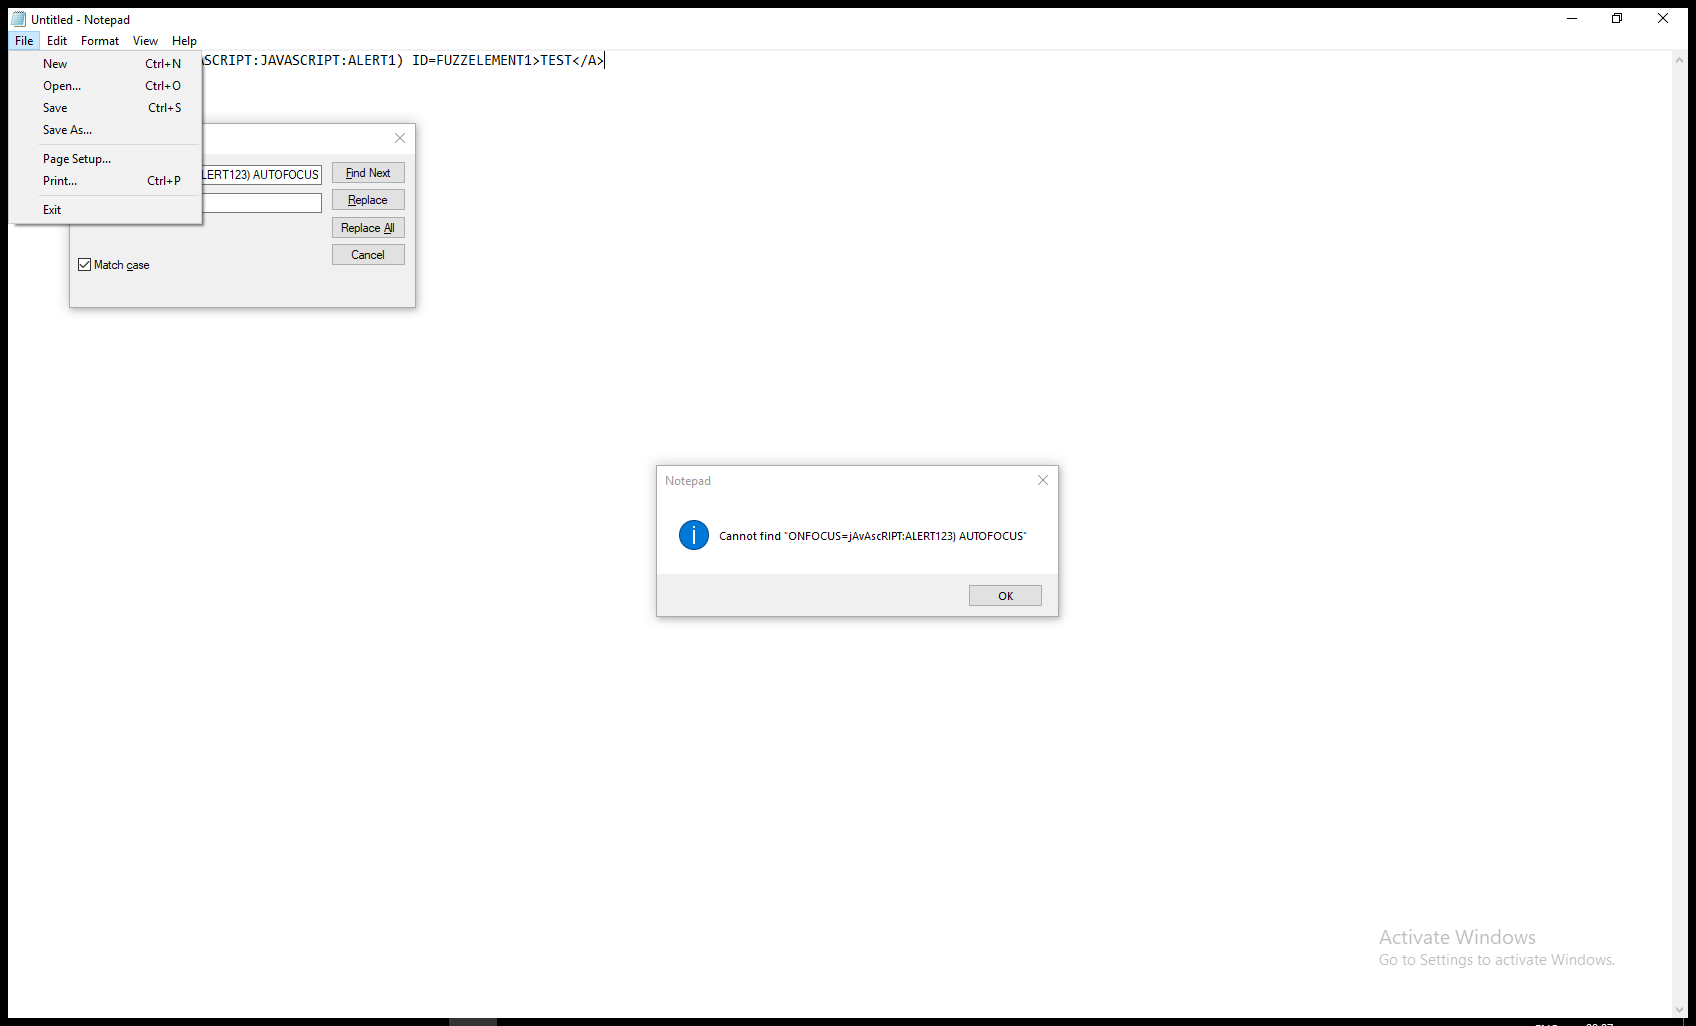 Untitled - Notepad
File Edit Format View Help
SCRIPT:JAVASCRIPT:ALERT1) ID=FUZZELEMENT1>TEST</A>
New Ctrl+N
Open... Ctrl+O
Save Ctrl+S
Save As...
Page Setup...
Print... Ctrl+P
Exit
LERT123) AUTOFOCUS
Find Next
Replace
Replace All
Cancel
Match case
Notepad
Cannot find "ONFOCUS=jAvAscRIPT:ALERT123) AUTOFOCUS"
OK
Activate Windows
Go to Settings to activate Windows.